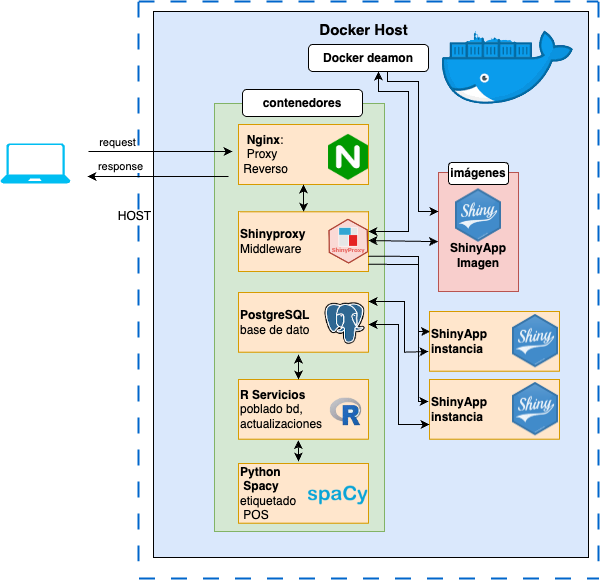 Docker Host
Docker deamon
contenedores
request
response
HOST
Nginx:
Proxy
Reverso
N
imágenes
Shiny
ShinyApp
Imagen
Shinyproxy
Middleware
ShinyProxy
PostgreSQL
base de dato
ShinyApp
instancia
Shiny
R Servicios
poblado bd,
actualizaciones
R
ShinyApp
instancia
Shiny
Python
Spacy
etiquetado
POS
spaCy